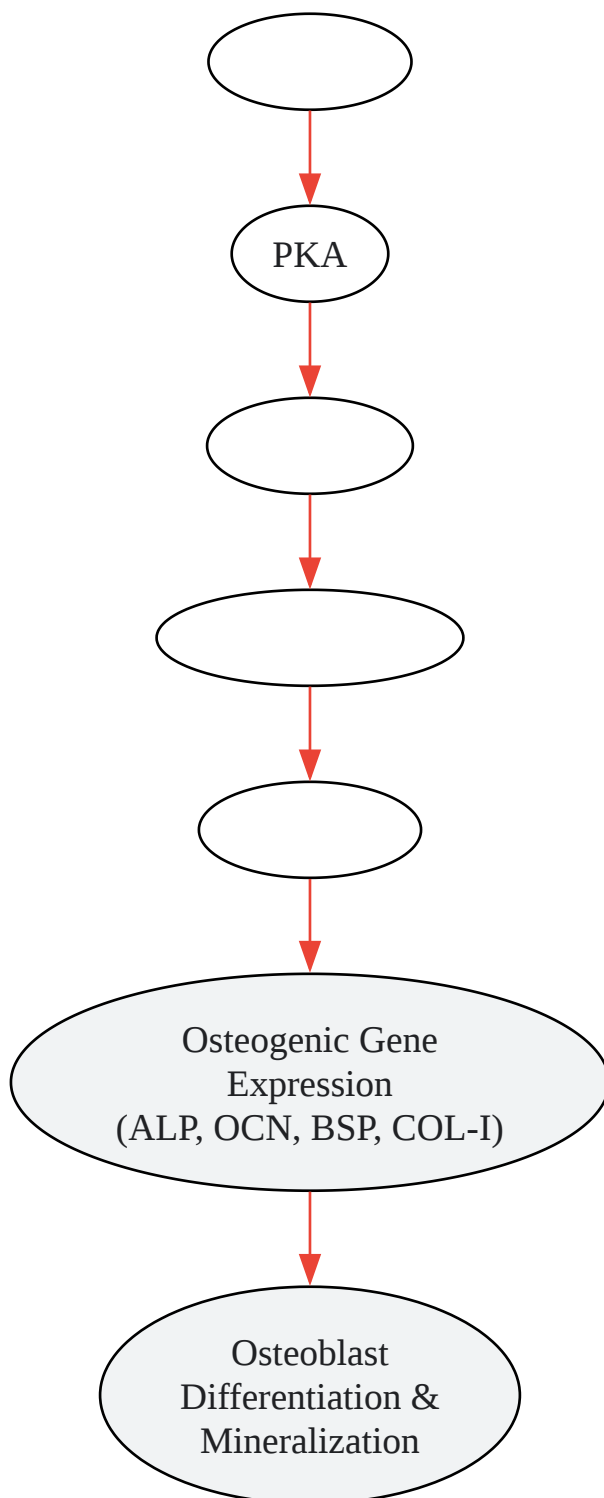 PKA
Osteogenic Gene
Expression
(ALP, OCN, BSP, COL-I)
Osteoblast
Differentiation &
Mineralization